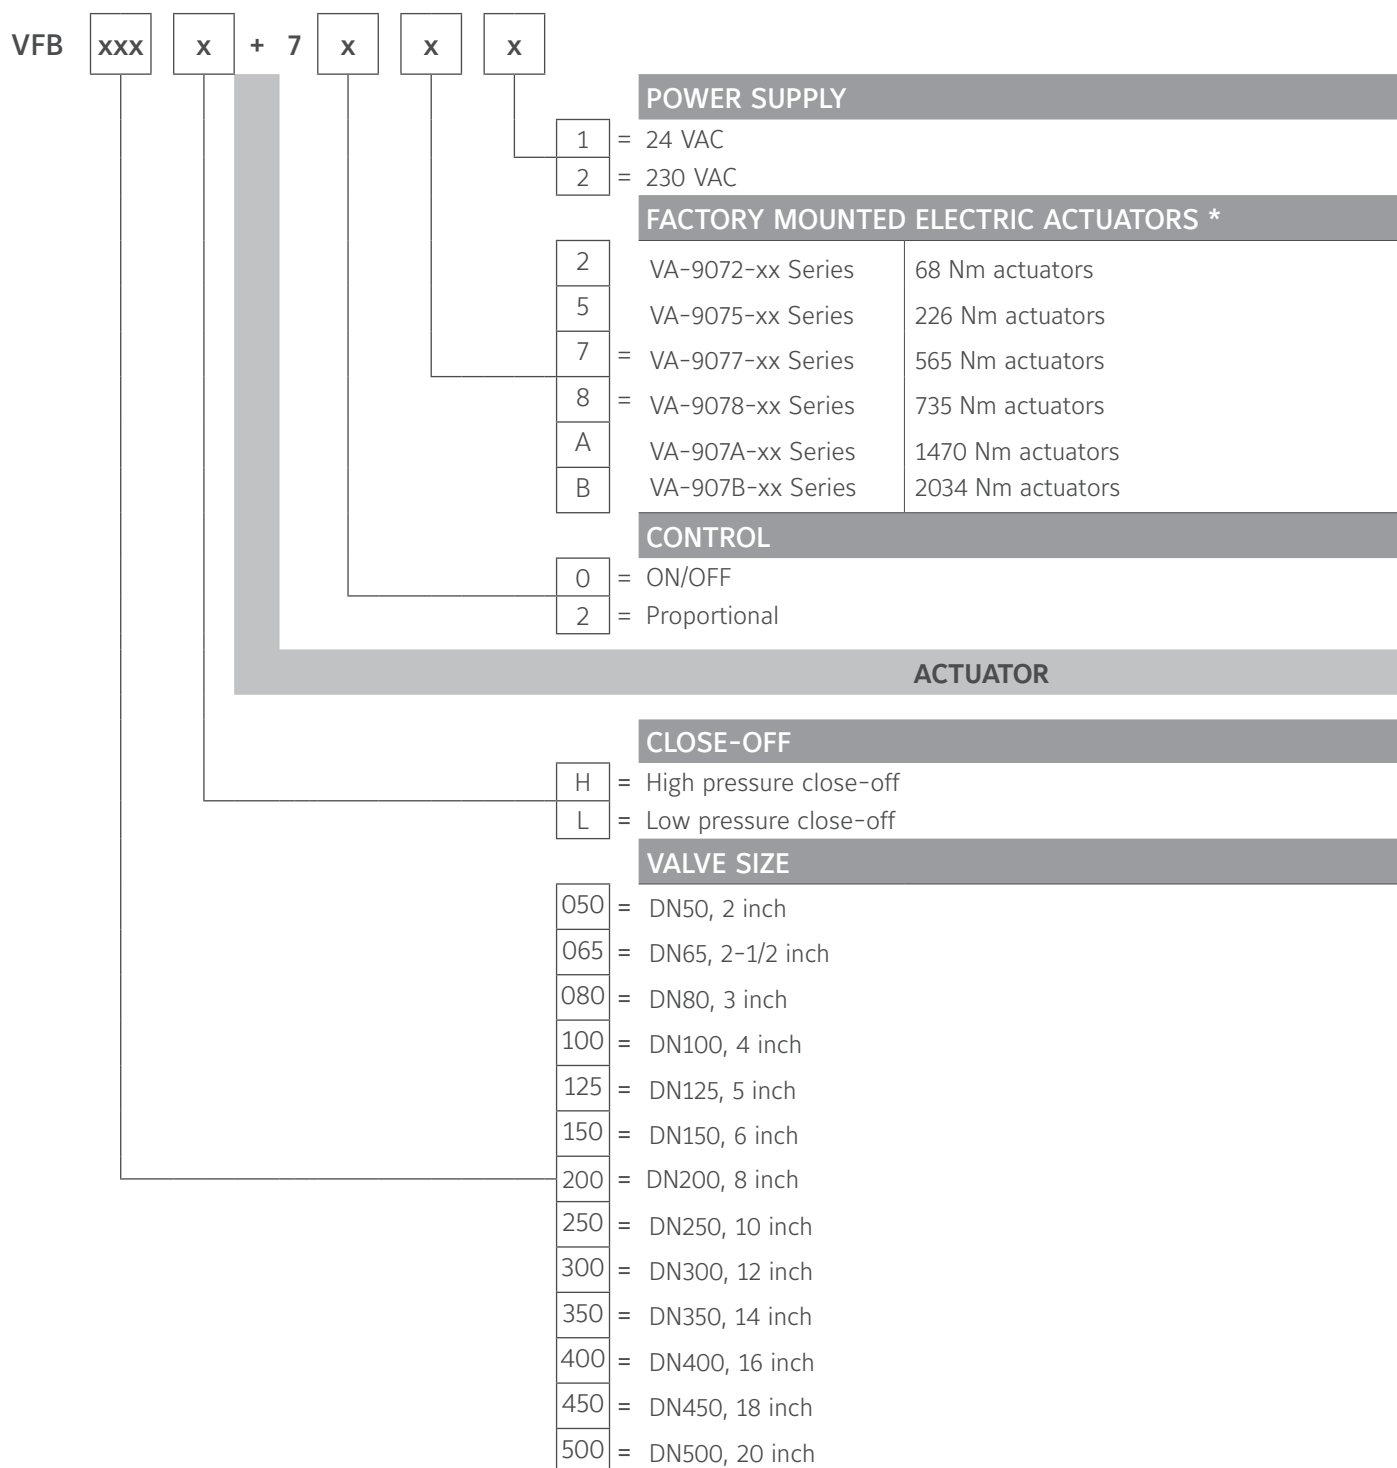 VFB xxx x + 7 x x x
POWER SUPPLY
1 = 24 VAC
2 = 230 VAC
FACTORY MOUNTED ELECTRIC ACTUATORS *
2 VA-9072-xx Series 68 Nm actuators
5 VA-9075-xx Series 226 Nm actuators
7 = VA-9077-xx Series 565 Nm actuators
8 = VA-9078-xx Series 735 Nm actuators
A VA-907A-xx Series 1470 Nm actuators
B VA-907B-xx Series 2034 Nm actuators
CONTROL
0 = ON/OFF
2 = Proportional
ACTUATOR
CLOSE-OFF
H = High pressure close-off
L = Low pressure close-off
VALVE SIZE
050 = DN50, 2 inch
065 = DN65, 2-1/2 inch
080 = DN80, 3 inch
100 = DN100, 4 inch
125 = DN125, 5 inch
150 = DN150, 6 inch
200 = DN200, 8 inch
250 = DN250, 10 inch
300 = DN300, 12 inch
350 = DN350, 14 inch
400 = DN400, 16 inch
450 = DN450, 18 inch
500 = DN500, 20 inch